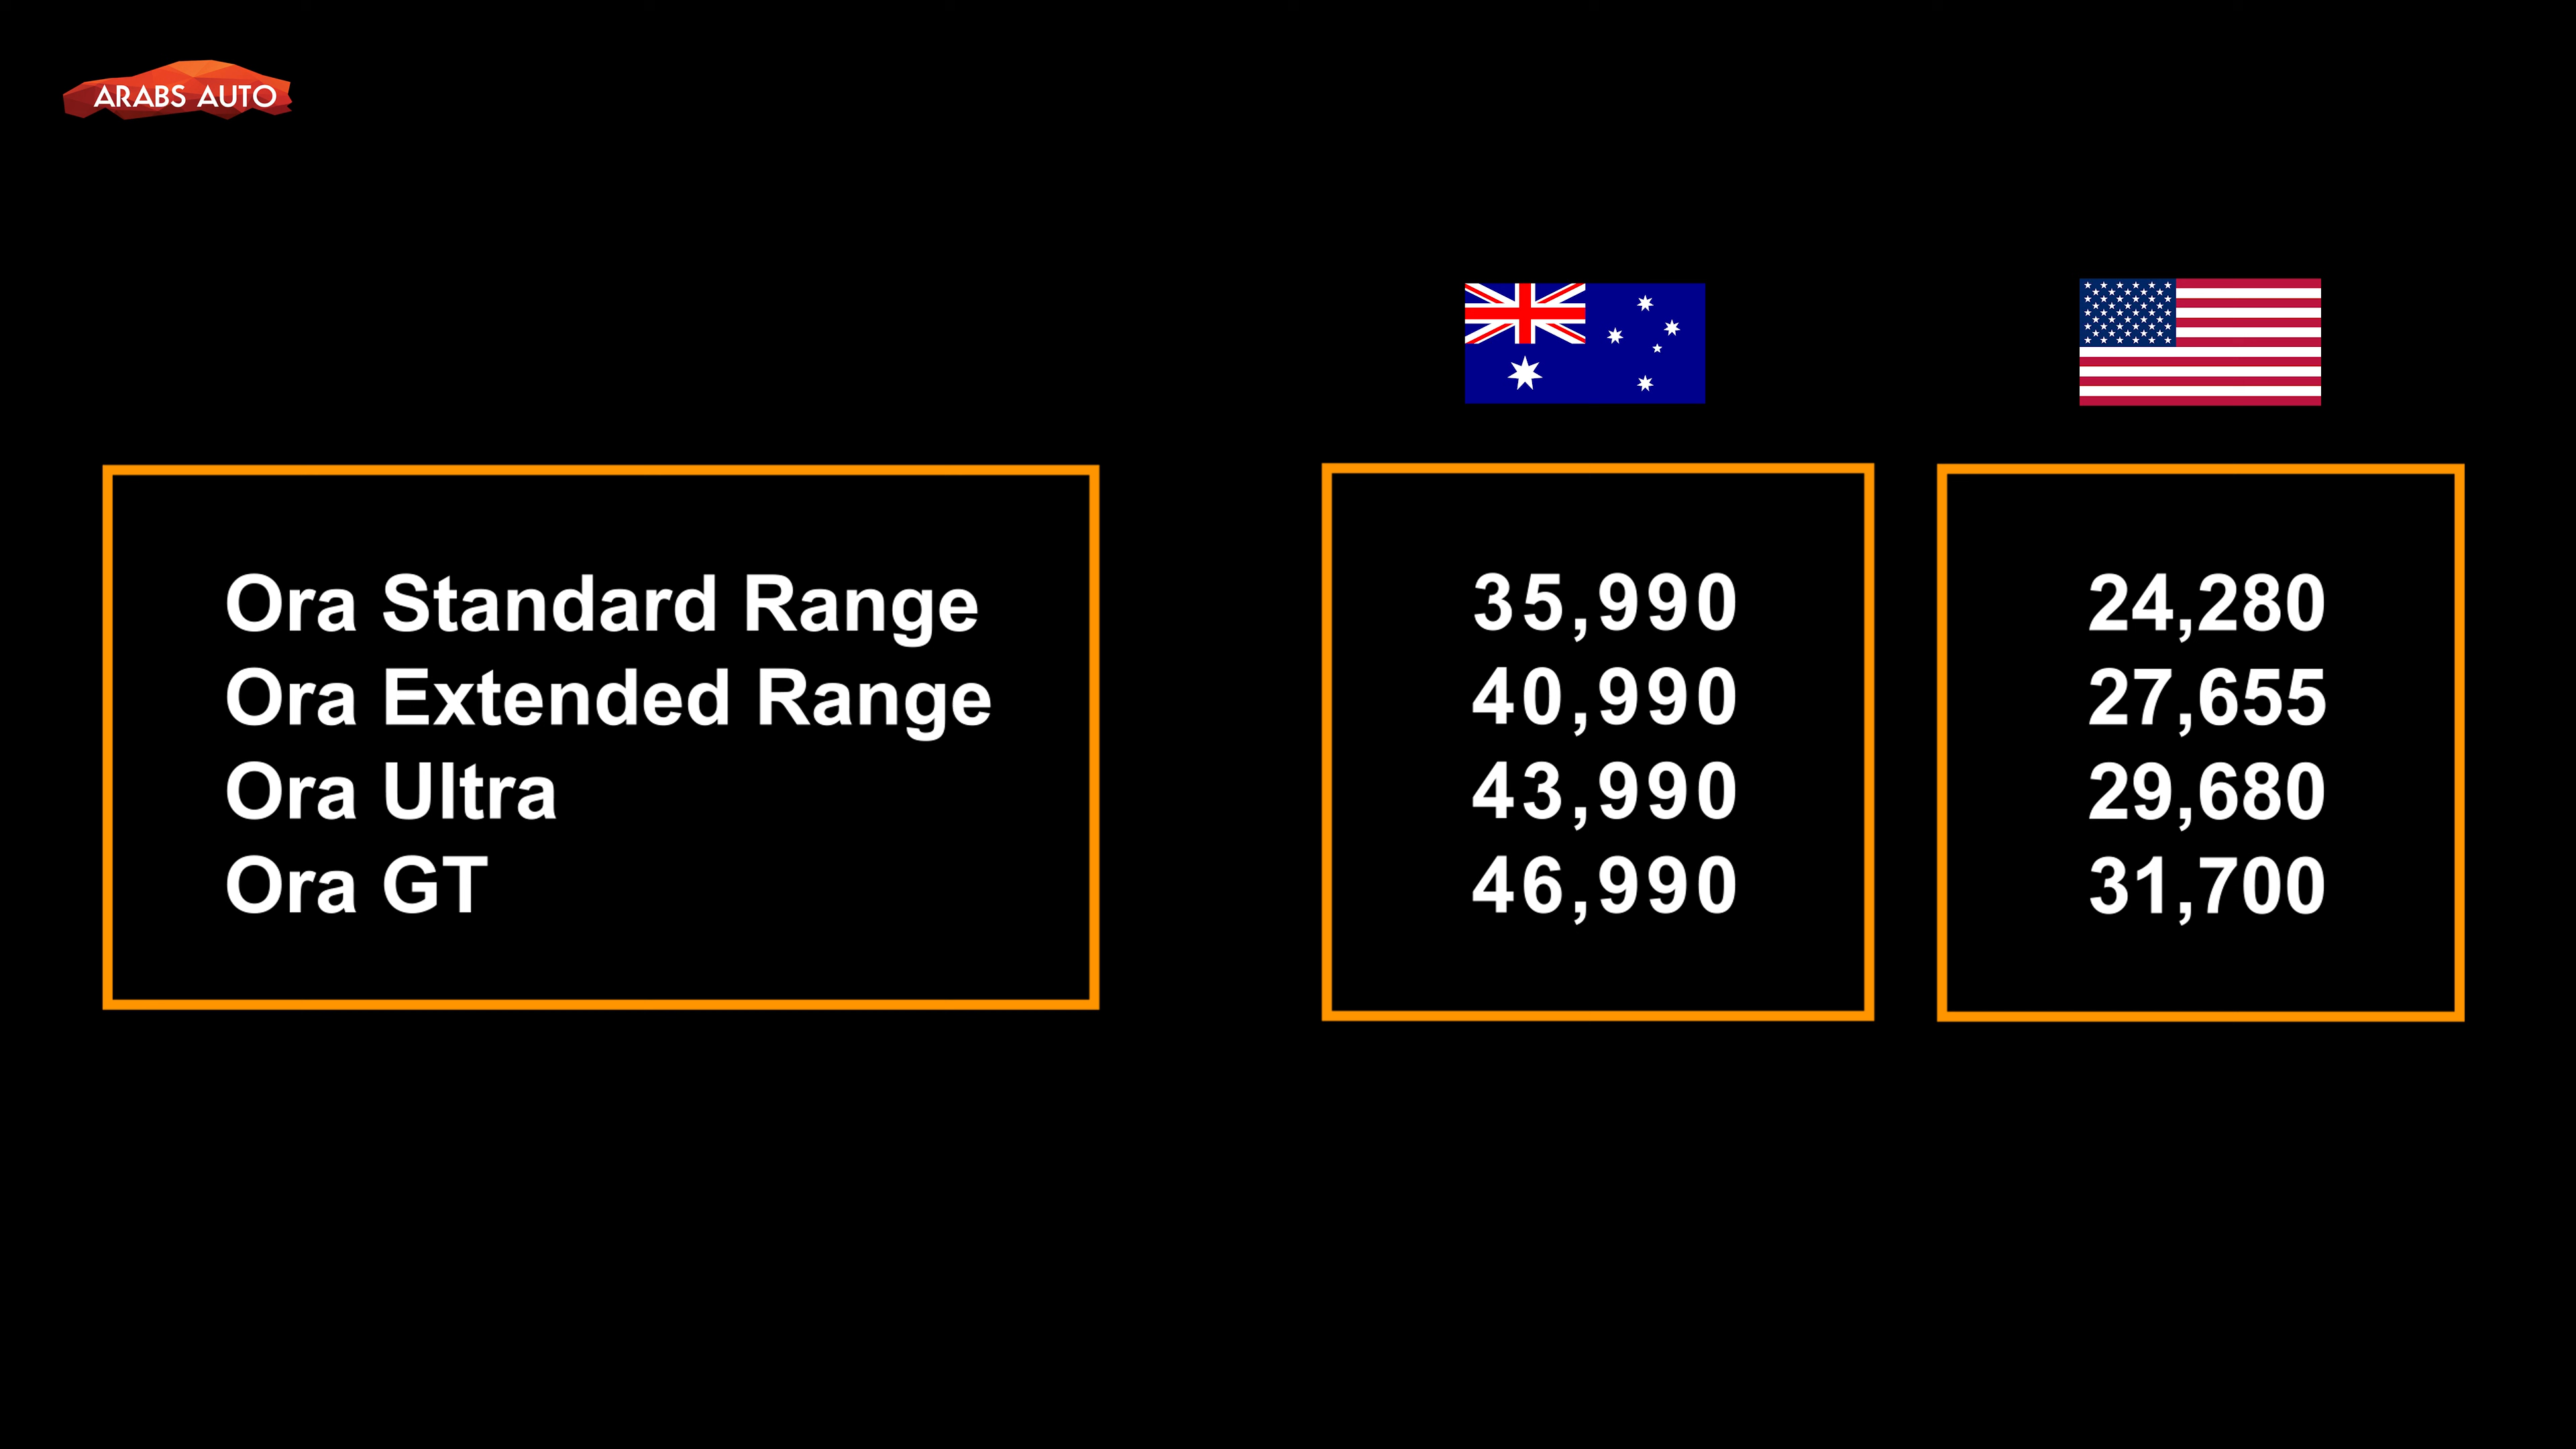 ARABS AUTO
Ora Standard Range 35,990 24,280
Ora Extended Range 40,990 27,655
Ora Ultra 43,990 29,680
Ora GT 46,990 31,700